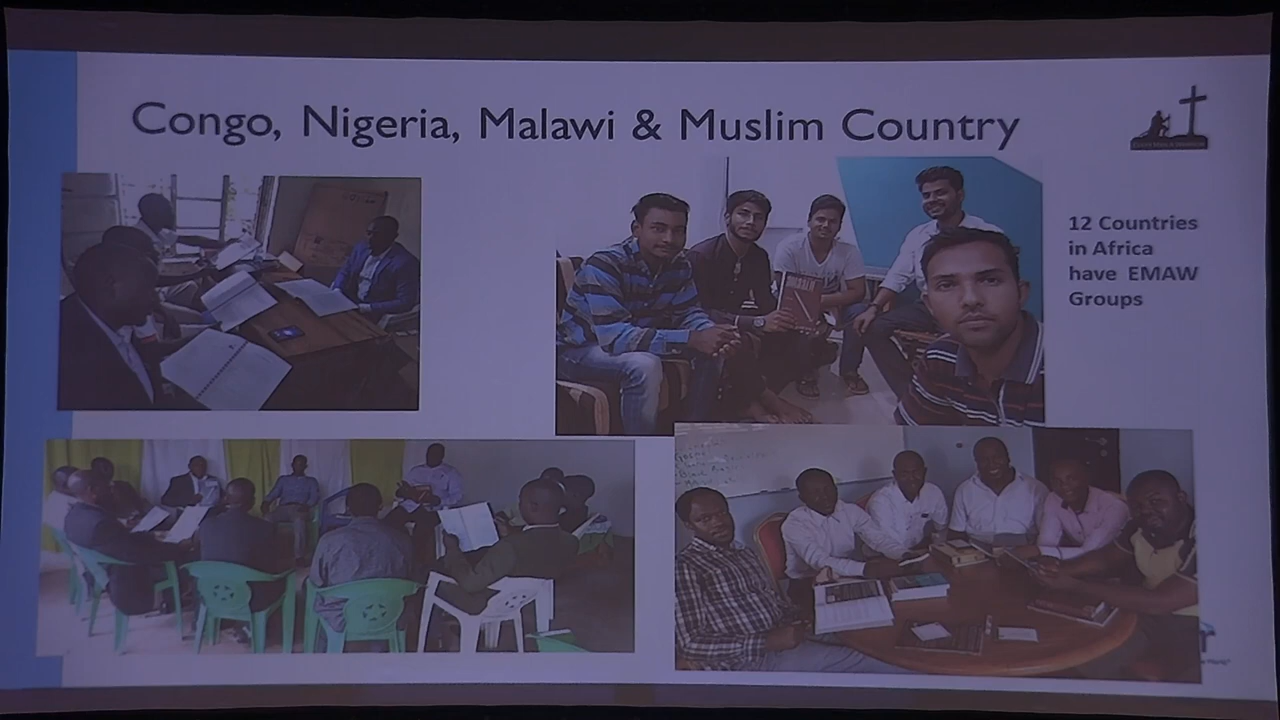 Congo, Nigeria, Malawi & Muslim Country
12 Countries
in Africa
have EMAW
Groups